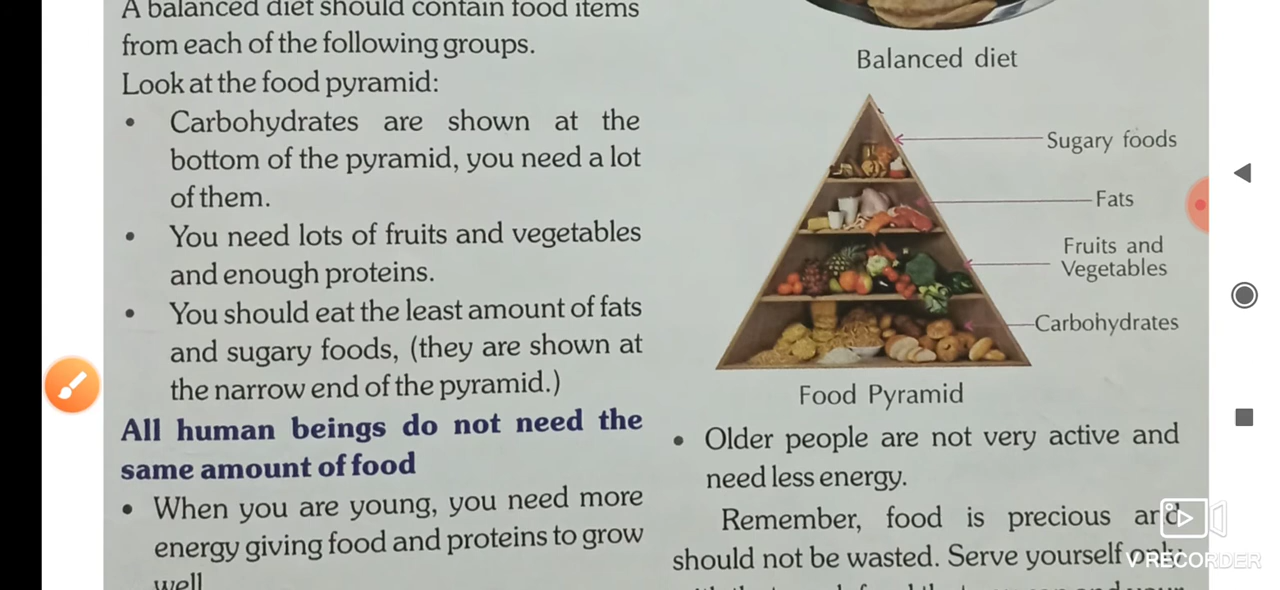 A balanced diet should contain food items
from each of the following groups.
Look at the food pyramid:
• Carbohydrates are shown at the
bottom of the pyramid, you need a lot
of them.
• You need lots of fruits and vegetables
and enough proteins.
• You should eat the least amount of fats
and sugary foods, (they are shown at
the narrow end of the pyramid.)
All human beings do not need the
same amount of food
• When you are young, you need more
energy giving food and proteins to grow
well
Balanced diet
Sugary foods
Fats
Fruits and
Vegetables
Carbohydrates
Food Pyramid
• Older people are not very active and
need less energy.
Remember, food is precious and
should not be wasted. Serve yourself only
V RECORDER